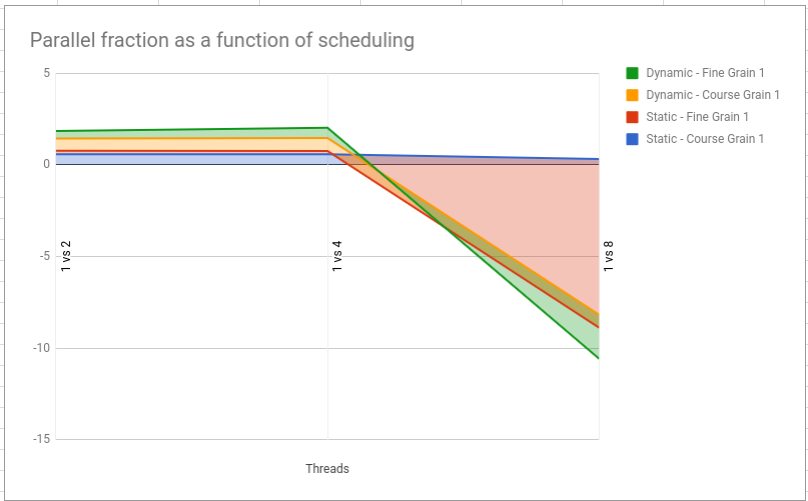 Parallel fraction as a function of scheduling
5
0
-5
-10
-15
1 vs 2
1 vs 4
1 vs 8
Threads
Dynamic - Fine Grain 1
Dynamic - Course Grain 1
Static - Fine Grain 1
Static - Course Grain 1